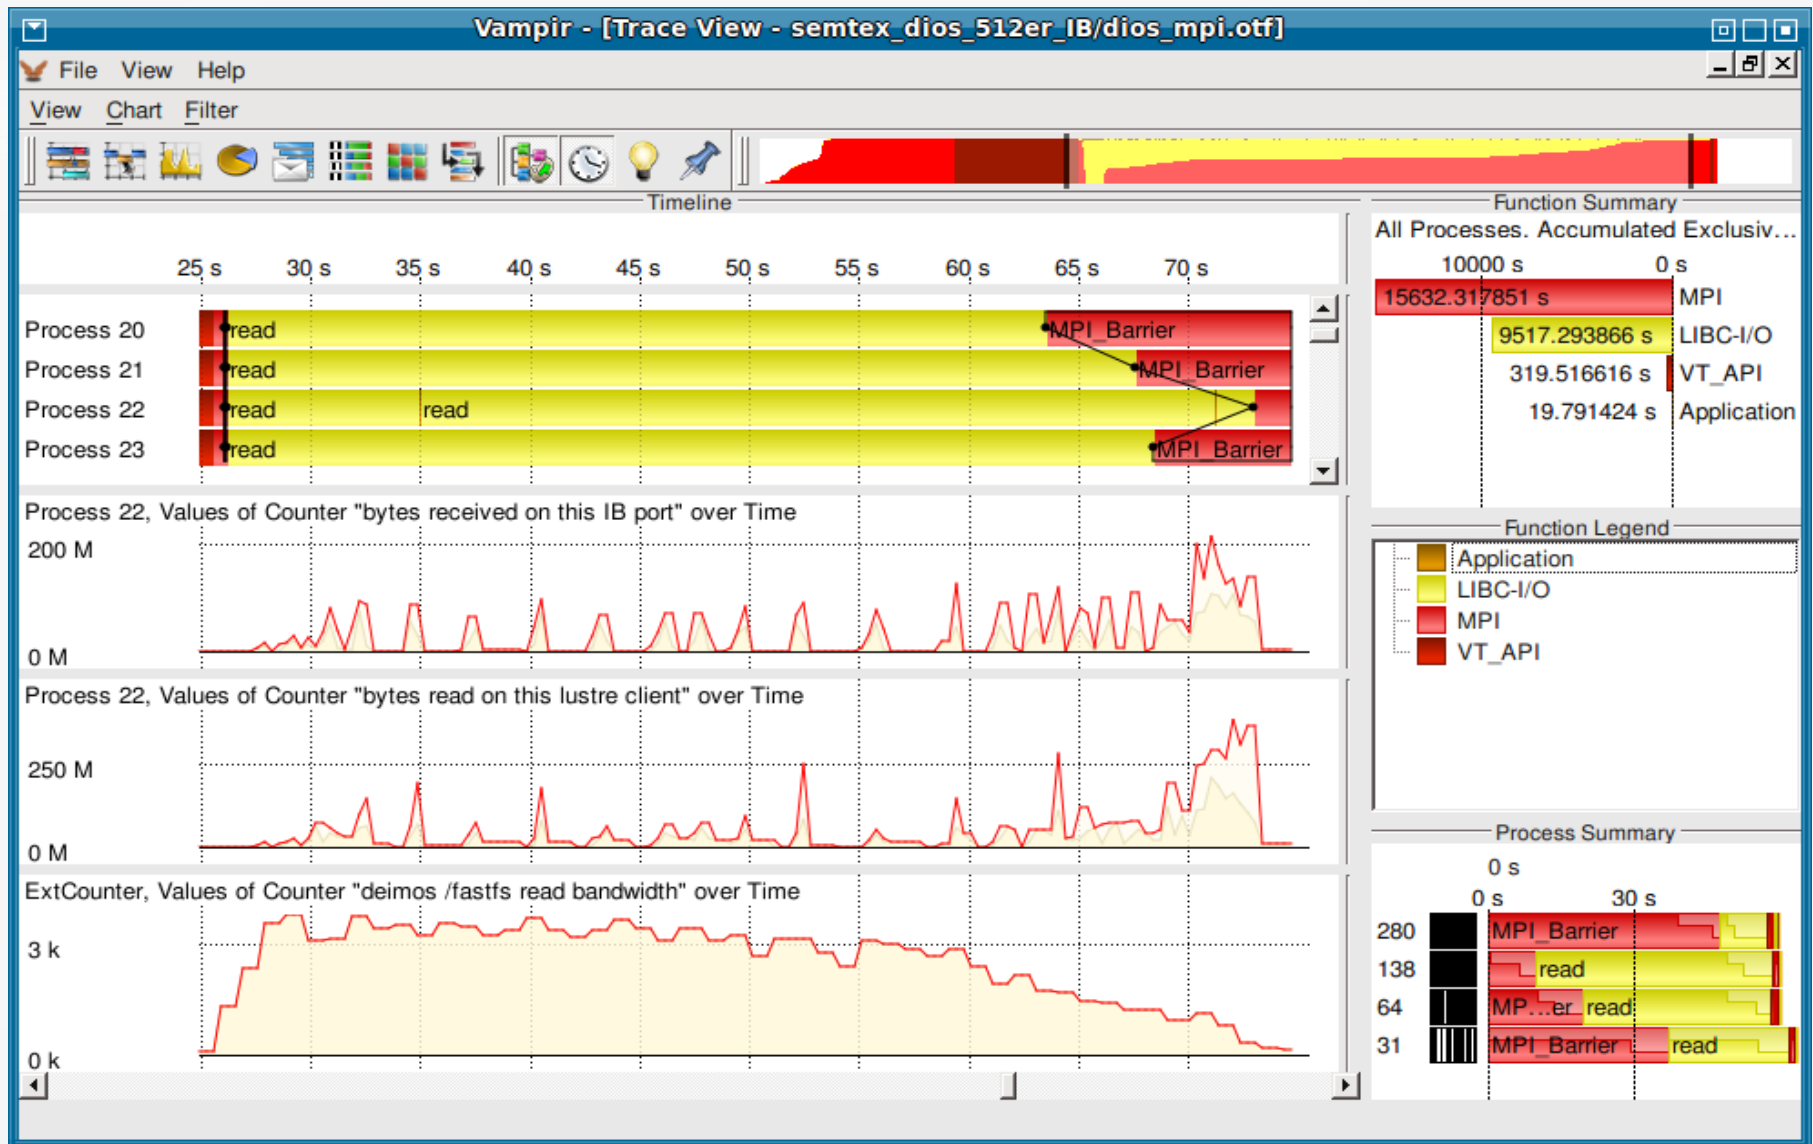 Vampir - [Trace View - semtex_dios_512er_IB/dios_mpi.otf]
File View Help
View Chart Filter
Timeline
25 s 30 s 35 s 40 s 45 s 50 s 55 s 60 s 65 s 70 s
Process 20 read MPI_Barrier
Process 21 read MPI_Barrier
Process 22 read read
Process 23 read MPI_Barrier
Process 22, Values of Counter "bytes received on this IB port" over Time
200 M
0 M
Process 22, Values of Counter "bytes read on this lustre client" over Time
250 M
0 M
ExtCounter, Values of Counter "deimos /fastfs read bandwidth" over Time
3 k
0 k
Function Summary
All Processes. Accumulated Exclusiv...
10000 s 0 s
15632.317851 s MPI
9517.293866 s LIBC-I/O
319.516616 s VT_API
19.791424 s Application
Function Legend
Application
LIBC-I/O
MPI
VT_API
Process Summary
0 s
0 s 30 s
280 MPI_Barrier
138 read
64 MP...er read
31 MPI_Barrier read